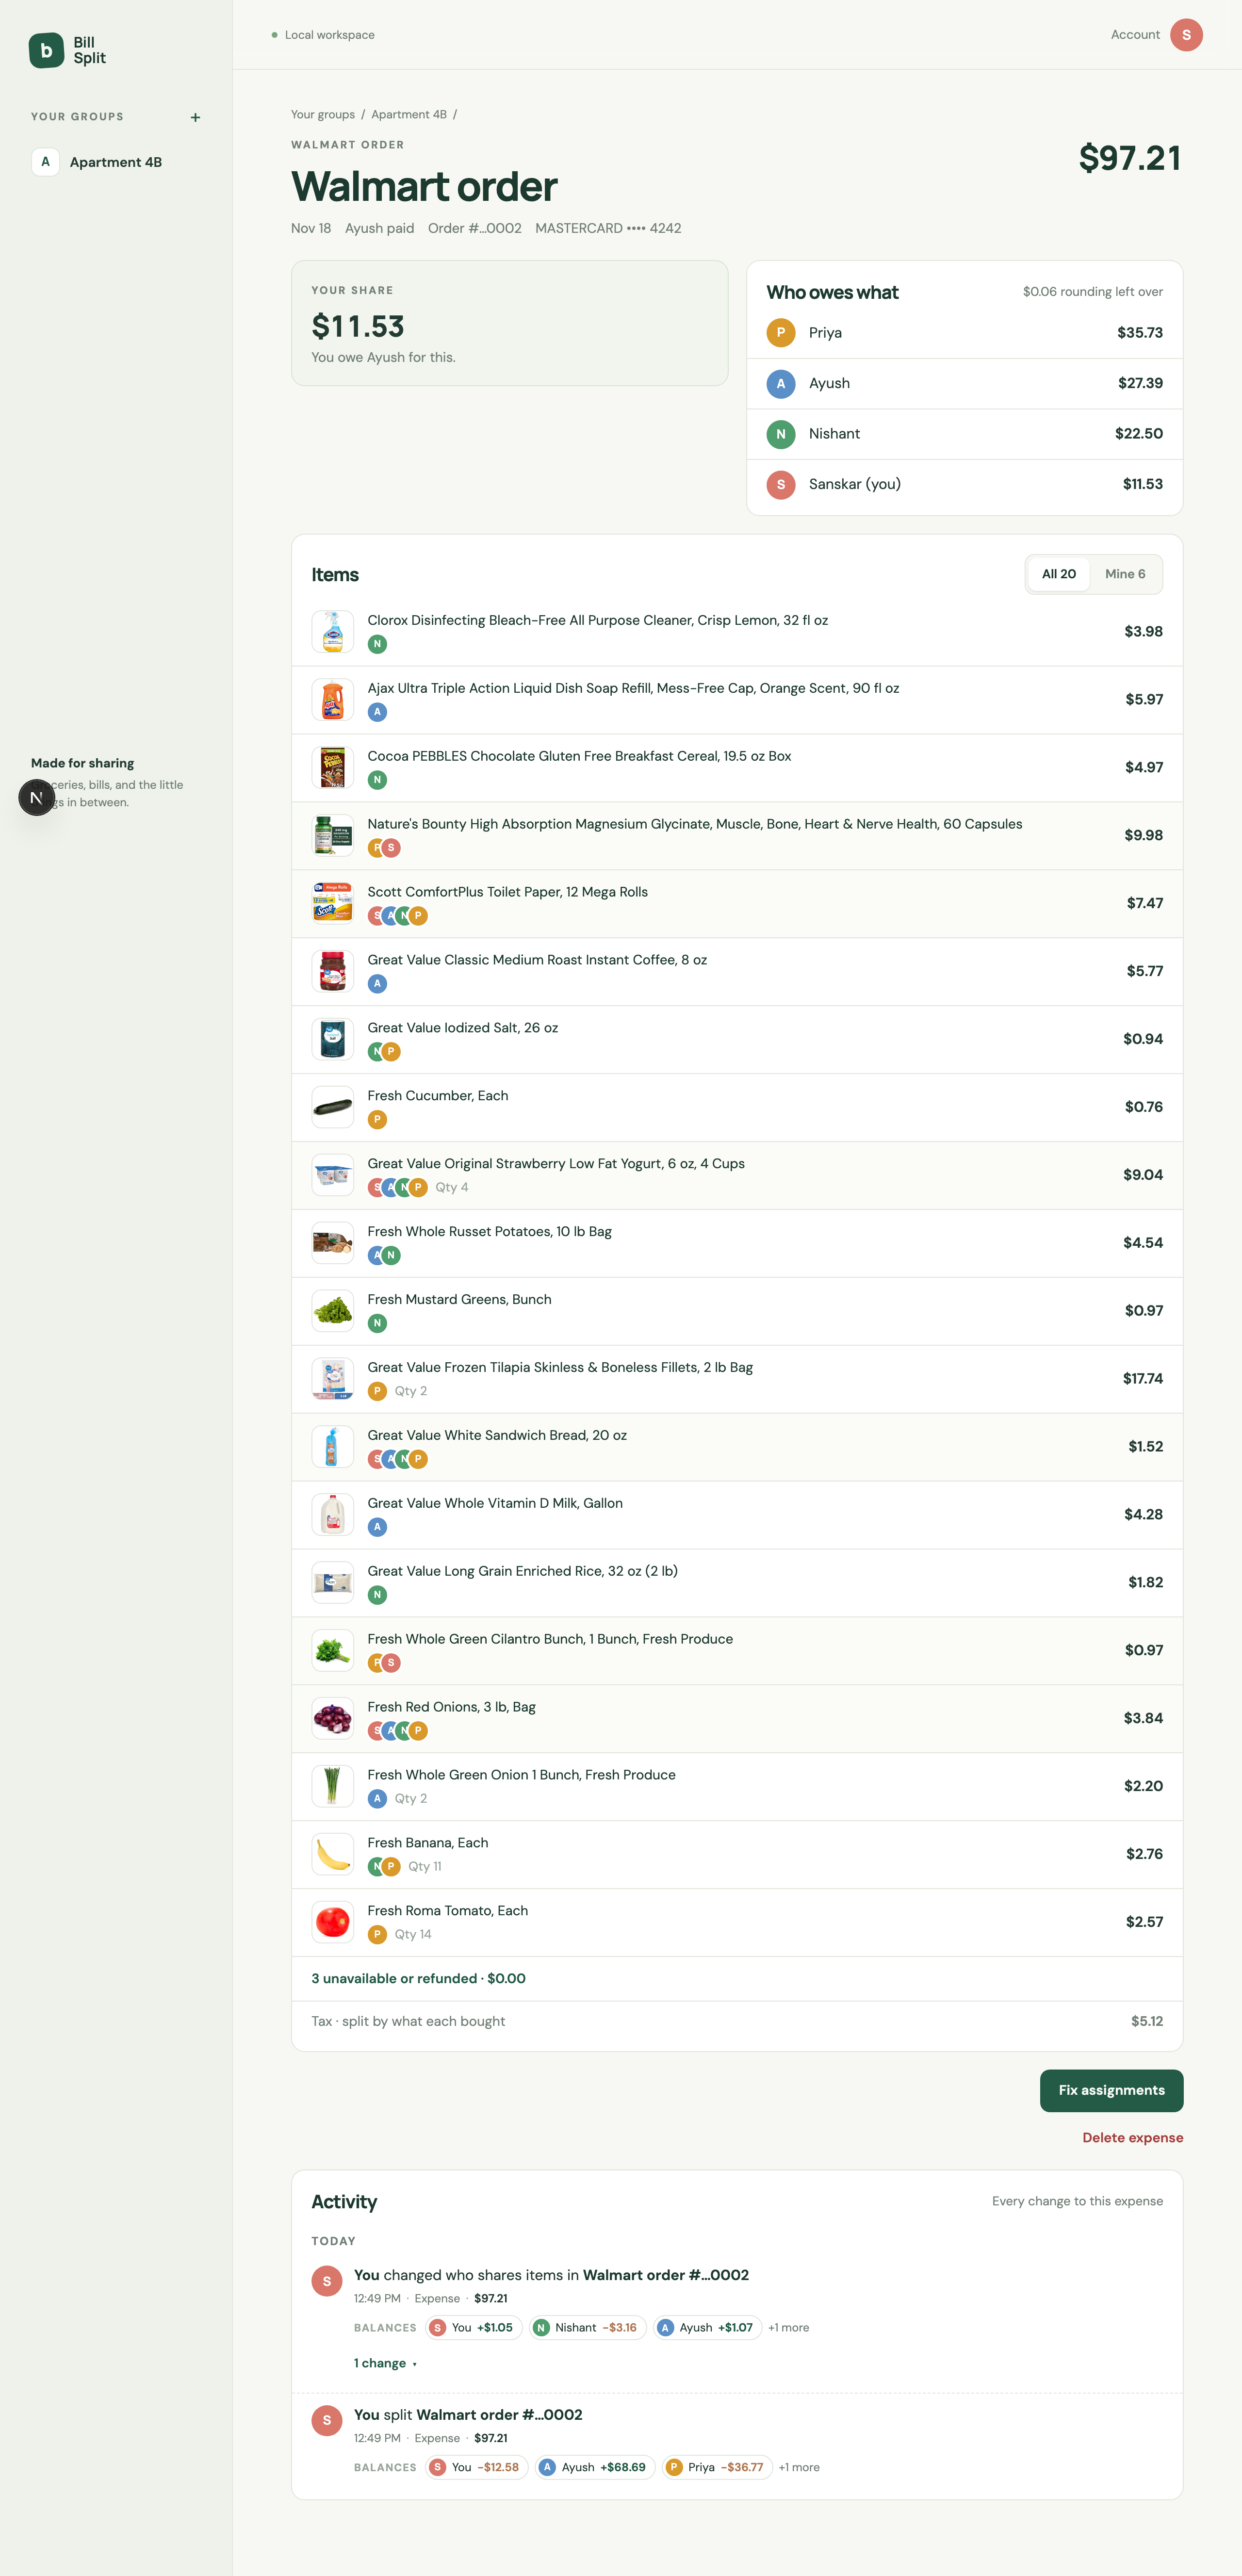 b
Bill
Split
YOUR GROUPS +
A Apartment 4B
Made for sharing
ceries, bills, and the little
gs in between.
N
Local workspace
Account S
Your groups / Apartment 4B /
WALMART ORDER
Walmart order
$97.21
Nov 18 Ayush paid Order #…0002 MASTERCARD •••• 4242
YOUR SHARE
$11.53
You owe Ayush for this.
Who owes what $0.06 rounding left over
P Priya $35.73
A Ayush $27.39
N Nishant $22.50
S Sanskar (you) $11.53
Items All 20 Mine 6
Clorox Disinfecting Bleach-Free All Purpose Cleaner, Crisp Lemon, 32 fl oz
N
$3.98
Ajax Ultra Triple Action Liquid Dish Soap Refill, Mess-Free Cap, Orange Scent, 90 fl oz
A
$5.97
Cocoa PEBBLES Chocolate Gluten Free Breakfast Cereal, 19.5 oz Box
N
$4.97
Nature's Bounty High Absorption Magnesium Glycinate, Muscle, Bone, Heart & Nerve Health, 60 Capsules
P S
$9.98
Scott ComfortPlus Toilet Paper, 12 Mega Rolls
S A N P
$7.47
Great Value Classic Medium Roast Instant Coffee, 8 oz
A
$5.77
Great Value Iodized Salt, 26 oz
N P
$0.94
Fresh Cucumber, Each
P
$0.76
Great Value Original Strawberry Low Fat Yogurt, 6 oz, 4 Cups
S A N P Qty 4
$9.04
Fresh Whole Russet Potatoes, 10 lb Bag
A N
$4.54
Fresh Mustard Greens, Bunch
N
$0.97
Great Value Frozen Tilapia Skinless & Boneless Fillets, 2 lb Bag
P Qty 2
$17.74
Great Value White Sandwich Bread, 20 oz
S A N P
$1.52
Great Value Whole Vitamin D Milk, Gallon
A
$4.28
Great Value Long Grain Enriched Rice, 32 oz (2 lb)
N
$1.82
Fresh Whole Green Cilantro Bunch, 1 Bunch, Fresh Produce
P S
$0.97
Fresh Red Onions, 3 lb, Bag
S A N P
$3.84
Fresh Whole Green Onion 1 Bunch, Fresh Produce
A Qty 2
$2.20
Fresh Banana, Each
N P Qty 11
$2.76
Fresh Roma Tomato, Each
P Qty 14
$2.57
3 unavailable or refunded · $0.00
Tax · split by what each bought $5.12
Fix assignments
Delete expense
Activity Every change to this expense
TODAY
S You changed who shares items in Walmart order #…0002
12:49 PM · Expense · $97.21
BALANCES S You +$1.05 N Nishant -$3.16 A Ayush +$1.07 +1 more
1 change
S You split Walmart order #…0002
12:49 PM · Expense · $97.21
BALANCES S You -$12.58 A Ayush +$68.69 P Priya -$36.77 +1 more